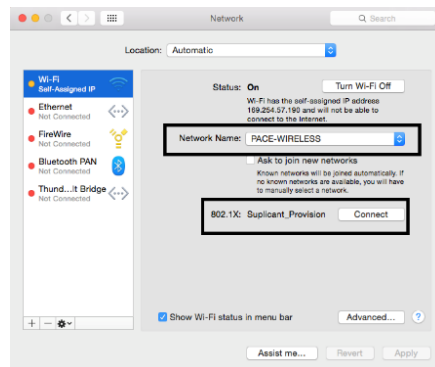 Network
Search
Location: Automatic
Wi-Fi
Self-Assigned IP
Ethernet
Not Connected
FireWire
Not Connected
Bluetooth PAN
Not Connected
Thund...lt Bridge
Not Connected
Status: On
Turn Wi-Fi Off
Wi-Fi has the self-assigned IP address
169.254.57.190 and will not be able to
connect to the Internet.
Network Name: PACE-WIRELESS
Ask to join new networks
Known networks will be joined automatically. If
no known networks are available, you will have
to manually select a network.
802.1X: Suplicant_Provision
Connect
Show Wi-Fi status in menu bar
Advanced...
?
Assist me...
Revert
Apply